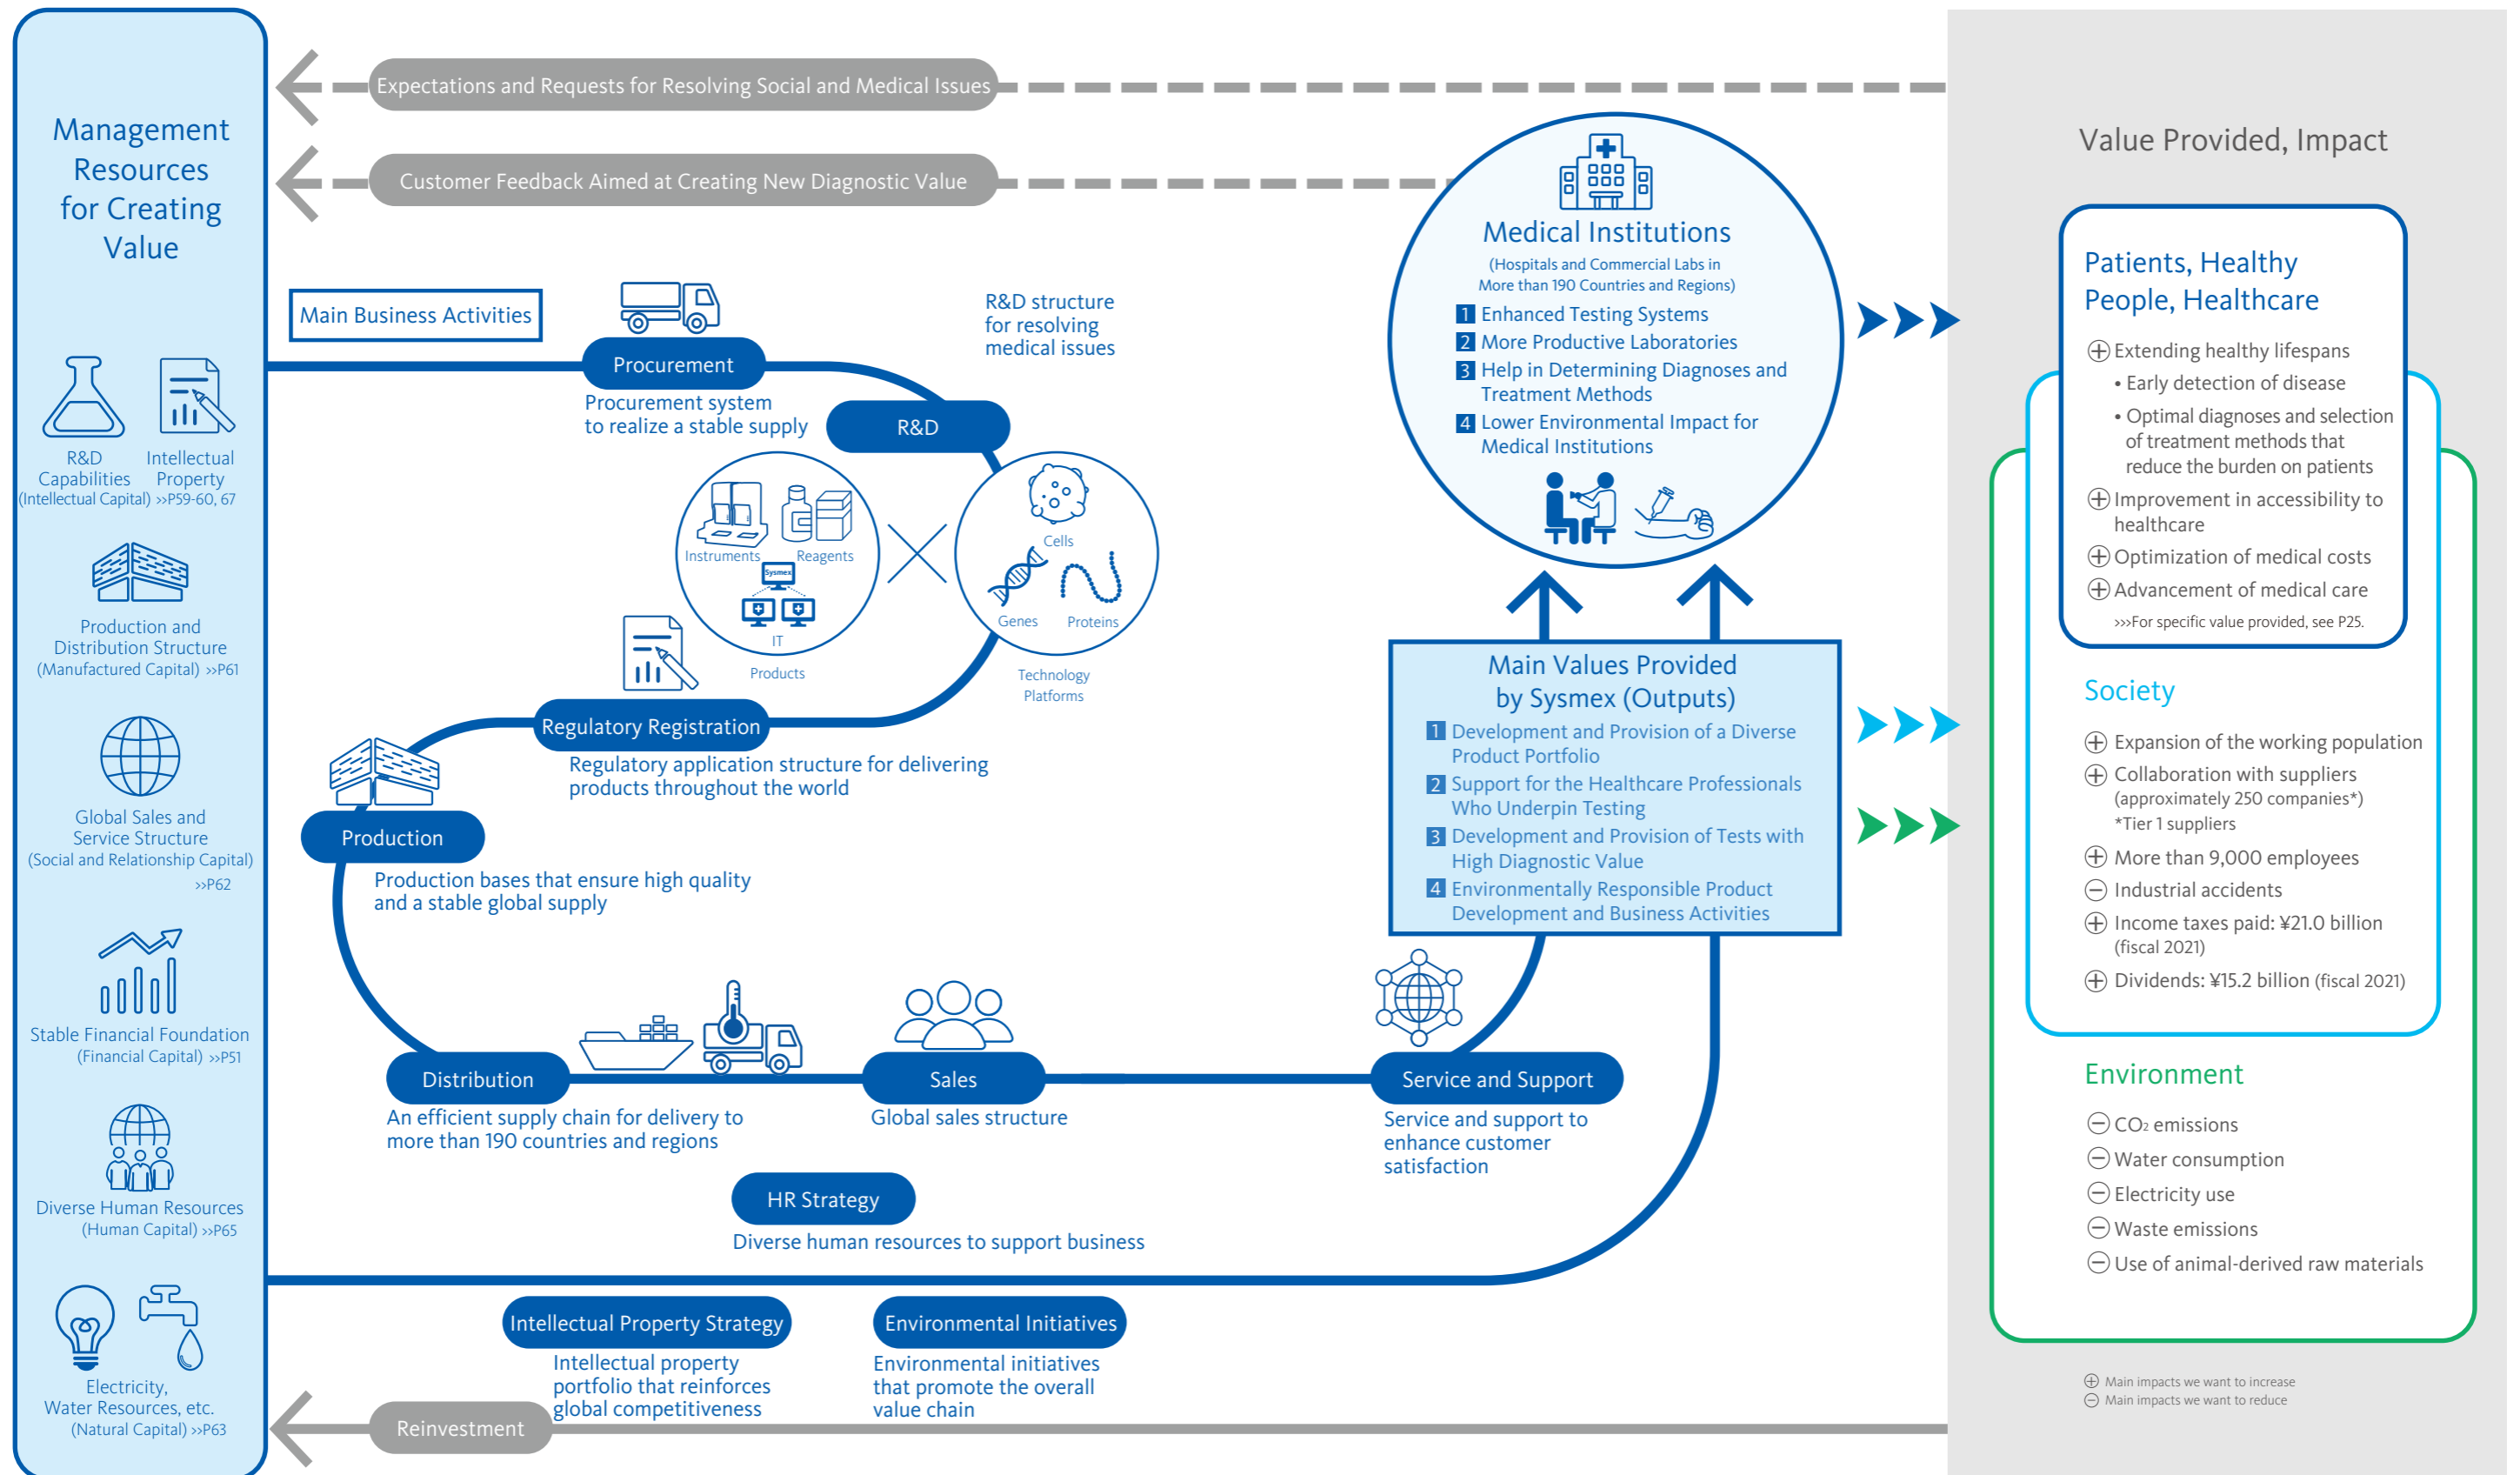 Management
Resources
for Creating
Value
R&D
Capabilities
Intellectual
Property
(Intellectual Capital) >>P59-60, 67
Production and
Distribution Structure
(Manufactured Capital) >>P61
Global Sales and
Service Structure
(Social and Relationship Capital)
>>P62
Stable Financial Foundation
(Financial Capital) >>P51
Diverse Human Resources
(Human Capital) >>P65
Electricity,
Water Resources, etc.
(Natural Capital) >>P63
Expectations and Requests for Resolving Social and Medical Issues
Customer Feedback Aimed at Creating New Diagnostic Value
Main Business Activities
Procurement
Procurement system
to realize a stable supply
R&D structure
for resolving
medical issues
R&D
Instruments
Reagents
Sysmex
IT
Products
Cells
Genes
Proteins
Technology
Platforms
Regulatory Registration
Regulatory application structure for delivering
products throughout the world
Production
Production bases that ensure high quality
and a stable global supply
Distribution
An efficient supply chain for delivery to
more than 190 countries and regions
Sales
Global sales structure
Service and Support
Service and support to
enhance customer
satisfaction
HR Strategy
Diverse human resources to support business
Intellectual Property Strategy
Intellectual property
portfolio that reinforces
global competitiveness
Environmental Initiatives
Environmental initiatives
that promote the overall
value chain
Reinvestment
Medical Institutions
(Hospitals and Commercial Labs in
More than 190 Countries and Regions)
1 Enhanced Testing Systems
2 More Productive Laboratories
3 Help in Determining Diagnoses and
Treatment Methods
4 Lower Environmental Impact for
Medical Institutions
Main Values Provided
by Sysmex (Outputs)
1 Development and Provision of a Diverse
Product Portfolio
2 Support for the Healthcare Professionals
Who Underpin Testing
3 Development and Provision of Tests with
High Diagnostic Value
4 Environmentally Responsible Product
Development and Business Activities
Value Provided, Impact
Patients, Healthy
People, Healthcare
⊕ Extending healthy lifespans
• Early detection of disease
• Optimal diagnoses and selection
of treatment methods that
reduce the burden on patients
⊕ Improvement in accessibility to
healthcare
⊕ Optimization of medical costs
⊕ Advancement of medical care
>>>For specific value provided, see P25.
Society
⊕ Expansion of the working population
⊕ Collaboration with suppliers
(approximately 250 companies*)
*Tier 1 suppliers
⊕ More than 9,000 employees
⊖ Industrial accidents
⊕ Income taxes paid: ¥21.0 billion
(fiscal 2021)
⊕ Dividends: ¥15.2 billion (fiscal 2021)
Environment
⊖ CO₂ emissions
⊖ Water consumption
⊖ Electricity use
⊖ Waste emissions
⊖ Use of animal-derived raw materials
⊕ Main impacts we want to increase
⊖ Main impacts we want to reduce